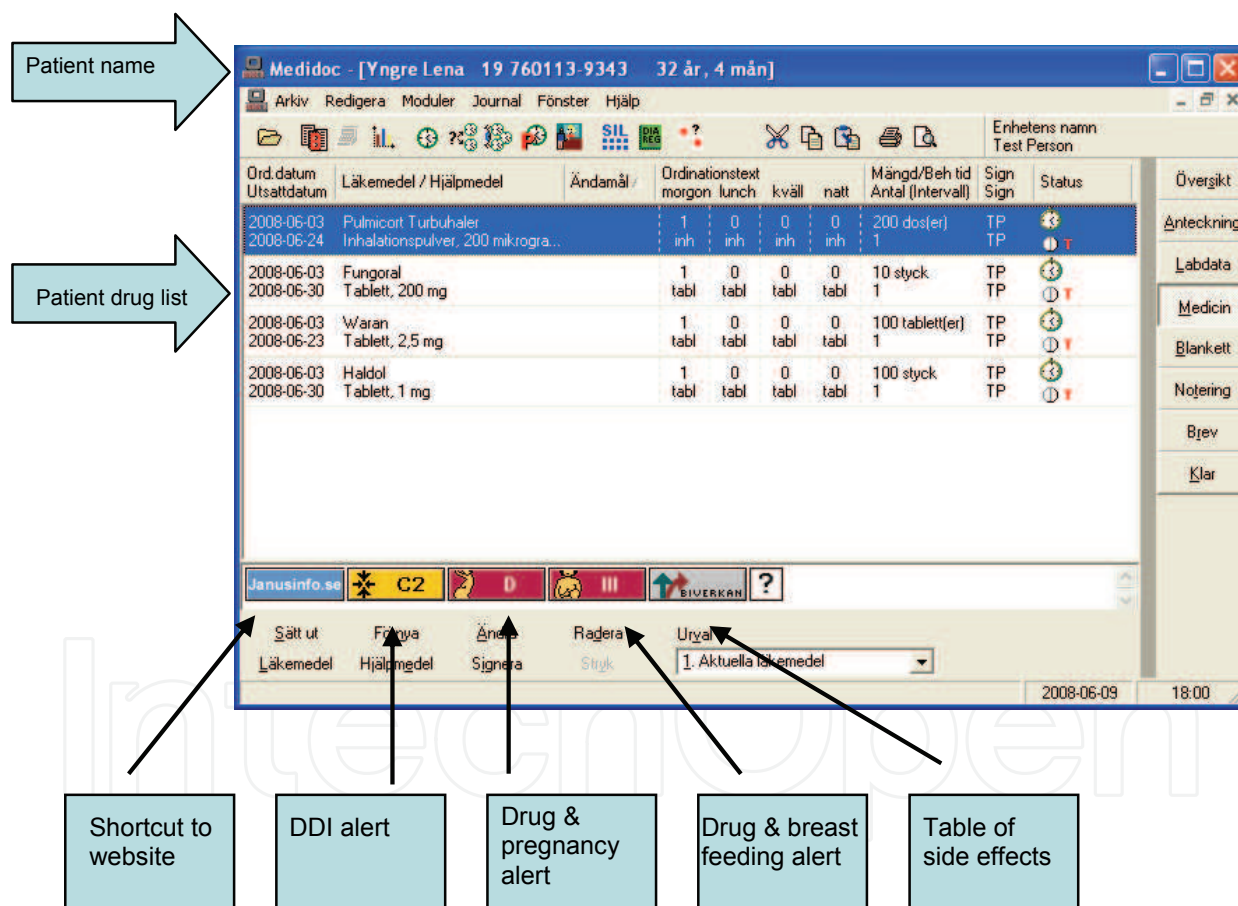 Patient name
Medidoc - [Yngre Lena 19 760113-9343 32 år, 4 mån]
Arkiv Redigera Moduler Journal Fönster Hjälp
SIL DIA REG ?
Enhetens namn
Test Person
Ord.datum Läkemedel / Hjälpmedel Ändamål Ordinationstext Mängd/Beh tid Sign Status
Utsattdatum morgon lunch kväll natt Antal (Intervall) Sign
Patient drug list
2008-06-03 Pulmicort Turbuhaler 1 0 0 0 200 dos(er) TP
2008-06-24 Inhalationspulver, 200 mikrogra... inh inh inh inh 1 TP T
2008-06-03 Fungoral 1 0 0 0 10 styck TP
2008-06-30 Tablett, 200 mg tabl tabl tabl tabl 1 TP T
2008-06-03 Waran 1 0 0 0 100 tablett(er) TP
2008-06-23 Tablett, 2,5 mg tabl tabl tabl tabl 1 TP T
2008-06-03 Haldol 1 0 0 0 100 styck TP
2008-06-30 Tablett, 1 mg tabl tabl tabl tabl 1 TP T
Översikt
Anteckning
Labdata
Medicin
Blankett
Notering
Brev
Klar
Janusinfo.se C2 D III BIVERKAN ?
Sätt ut Förnya Ändra Radera Urval
Läkemedel Hjälpmedel Signera Stryk 1. Aktuella läkemedel
2008-06-09 18:00
IntechOpen
Shortcut to
website
DDI alert
Drug &
pregnancy
alert
Drug & breast
feeding alert
Table of
side effects